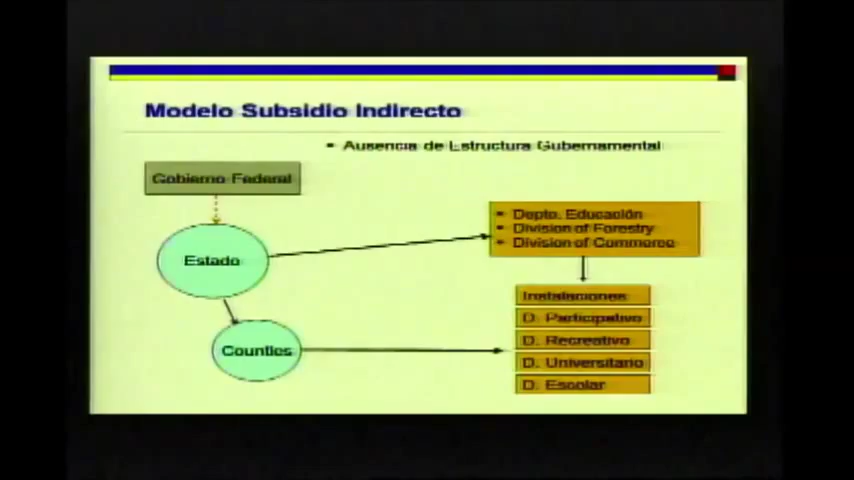 Modelo Subsidio Indirecto
▪ Ausencia de Estructura Gubernamental
Gobierno Federal
Estado
▪ Depto. Educación
▪ Division of Forestry
▪ Division of Commerce
Counties
Instalaciones
D. Participativo
D. Recreativo
D. Universitario
D. Escolar